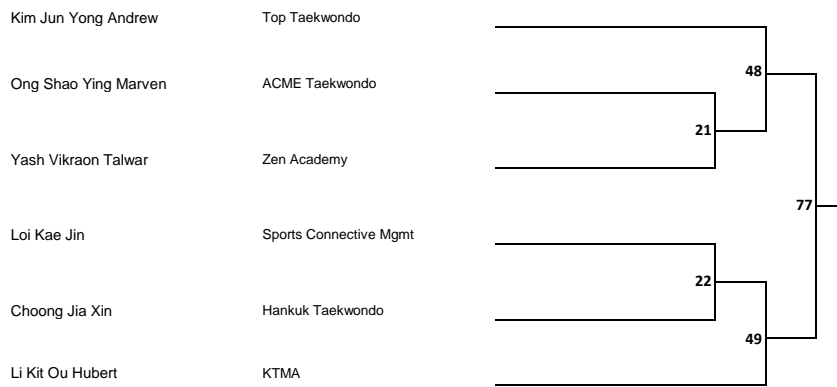 Kim Jun Yong Andrew Top Taekwondo
48
Ong Shao Ying Marven ACME Taekwondo
21
Yash Vikraon Talwar Zen Academy
77
Loi Kae Jin Sports Connective Mgmt
22
Choong Jia Xin Hankuk Taekwondo
49
Li Kit Ou Hubert KTMA